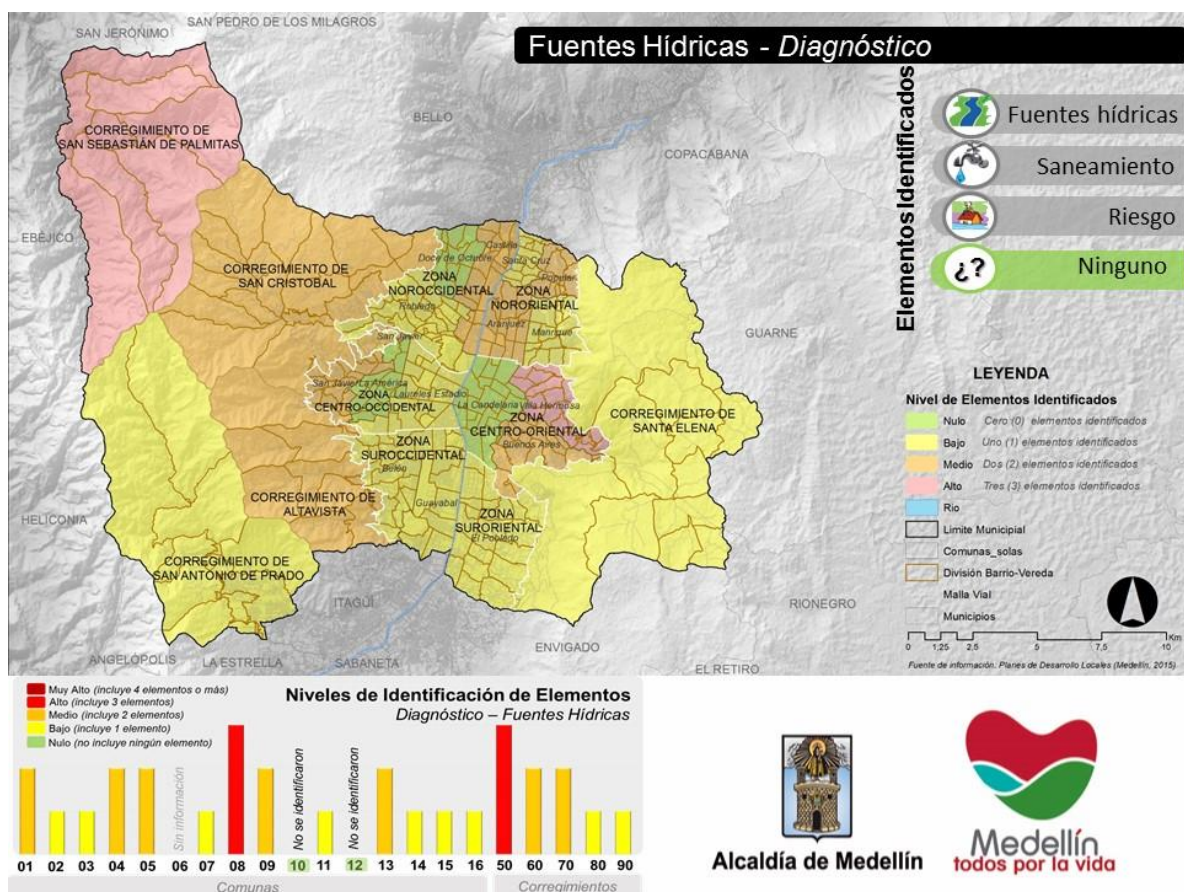 Fuentes Hídricas - Diagnóstico
SAN PEDRO DE LOS MILAGROS
SAN JERÓNIMO
BELLO
COPACABANA
EBÉJICO
GUARNE
HELICONIA
ITAGÜÍ
RIONEGRO
ENVIGADO
ANGELÓPOLIS
LA ESTRELLA
SABANETA
EL RETIRO
CORREGIMIENTO DE
SAN SEBASTIÁN DE PALMITAS
CORREGIMIENTO DE
SAN CRISTOBAL
Castilla
Doce de Octubre
Santa Cruz
Popular
ZONA
NOROCCIDENTAL
ZONA
NORORIENTAL
Robledo
Aranjuez
Manrique
San Javier
San Javier
La América
Laureles Estadio
ZONA
CENTRO-OCCIDENTAL
La Candelaria
Villa Hermosa
ZONA
CENTRO-ORIENTAL
Buenos Aires
CORREGIMIENTO DE
SANTA ELENA
ZONA
SUROCCIDENTAL
Belén
Guayabal
ZONA
SURORIENTAL
El Poblado
CORREGIMIENTO DE
ALTAVISTA
CORREGIMIENTO DE
SAN ANTONIO DE PRADO
Elementos Identificados
Fuentes hídricas
Saneamiento
Riesgo
¿?
Ninguno
LEYENDA
Nivel de Elementos Identificados
Nulo Cero (0) elementos identificados
Bajo Uno (1) elementos identificados
Medio Dos (2) elementos identificados
Alto Tres (3) elementos identificados
Rio
Limite Municipial
Comunas_solas
División Barrio-Vereda
Malla Vial
Municipios
0 1,25 2,5 5 7,5 10 Km
Fuente de información: Planes de Desarrollo Locales (Medellín, 2015)
Muy Alto (incluye 4 elementos o más)
Alto (incluye 3 elementos)
Medio (incluye 2 elementos)
Bajo (incluye 1 elemento)
Nulo (no incluye ningún elemento)
Niveles de Identificación de Elementos
Diagnóstico – Fuentes Hídricas
Sin información
No se identificaron
No se identificaron
01 02 03 04 05 06 07 08 09 10 11 12 13 14 15 16 50 60 70 80 90
Comunas
Corregimientos
Alcaldía de Medellín
Medellín
todos por la vida